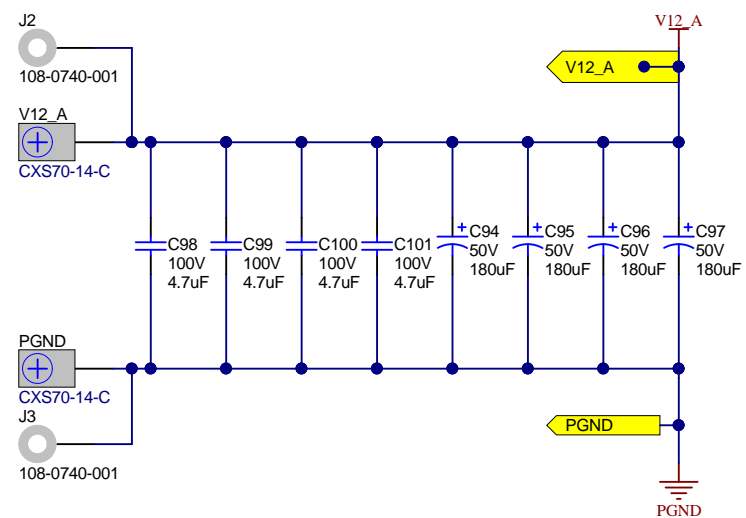 J2
V12_A
108-0740-001
V12_A
V12_A
CXS70-14-C
C98
100V
4.7uF
C99
100V
4.7uF
C100
100V
4.7uF
C101
100V
4.7uF
+
C94
50V
180uF
+
C95
50V
180uF
+
C96
50V
180uF
+
C97
50V
180uF
PGND
CXS70-14-C
J3
PGND
108-0740-001
PGND